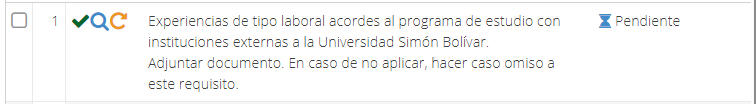 1 Experiencias de tipo laboral acordes al programa de estudio con Pendiente
instituciones externas a la Universidad Simón Bolívar.
Adjuntar documento. En caso de no aplicar, hacer caso omiso a
este requisito.